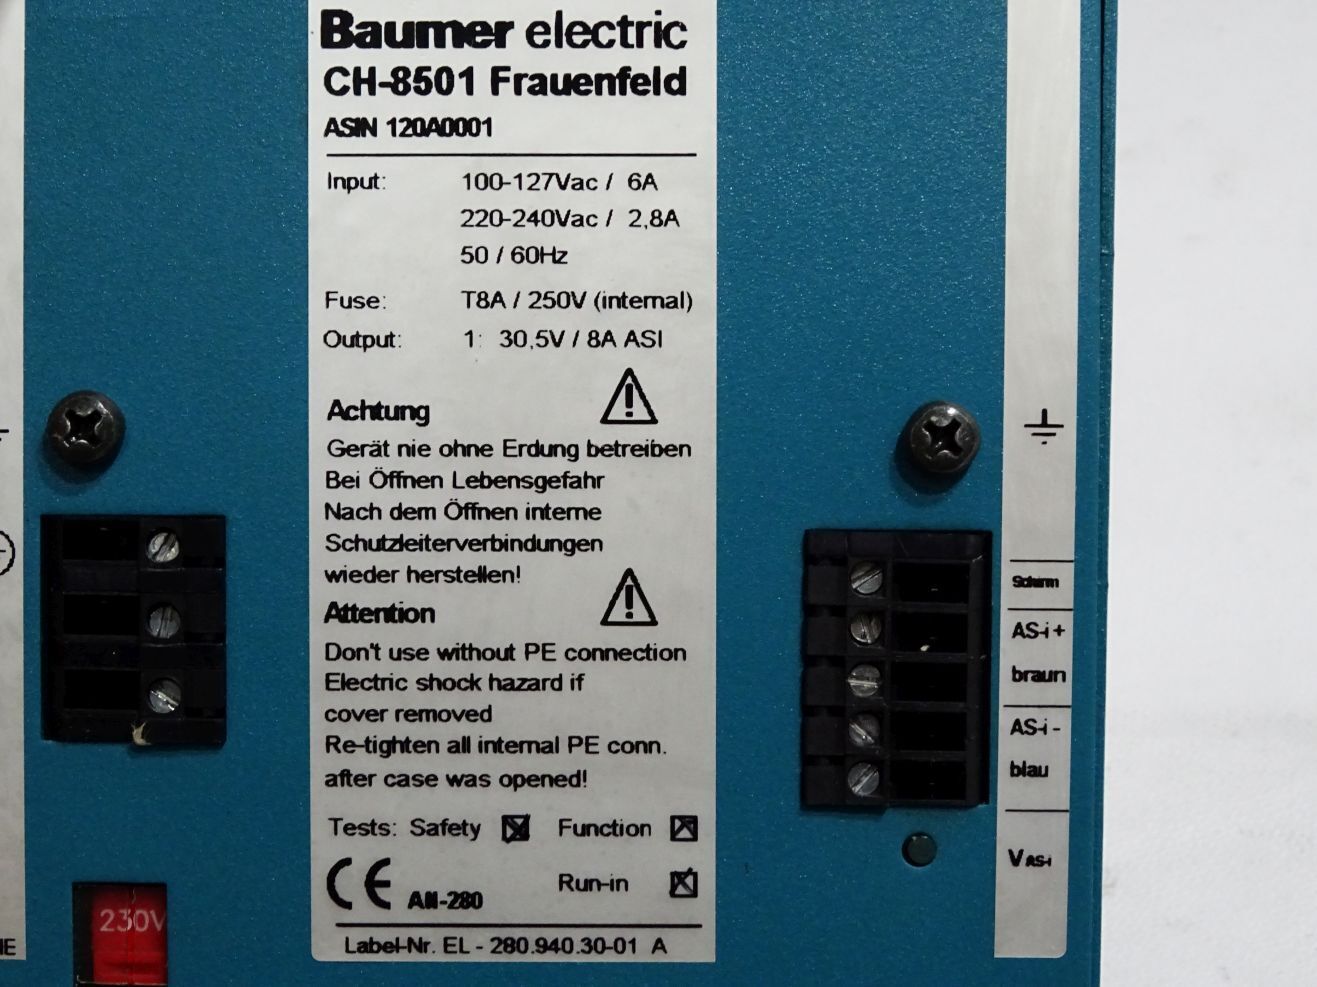 Baumer electric
CH-8501 Frauenfeld
ASIN 120A0001
Input: 100-127Vac / 6A
220-240Vac / 2,8A
50 / 60Hz
Fuse: T8A / 250V (internal)
Output: 1: 30,5V / 8A ASI
Achtung
Gerät nie ohne Erdung betreiben
Bei Öffnen Lebensgefahr
Nach dem Öffnen interne
Schutzleiterverbindungen
wieder herstellen!
Attention
Don't use without PE connection
Electric shock hazard if
cover removed
Re-tighten all internal PE conn.
after case was opened!
Tests: Safety Function
Run-in
CE AN-280
Label-Nr. EL - 280.940.30-01 A
230V
Schirm
AS-i +
braun
AS-i -
blau
V AS-i